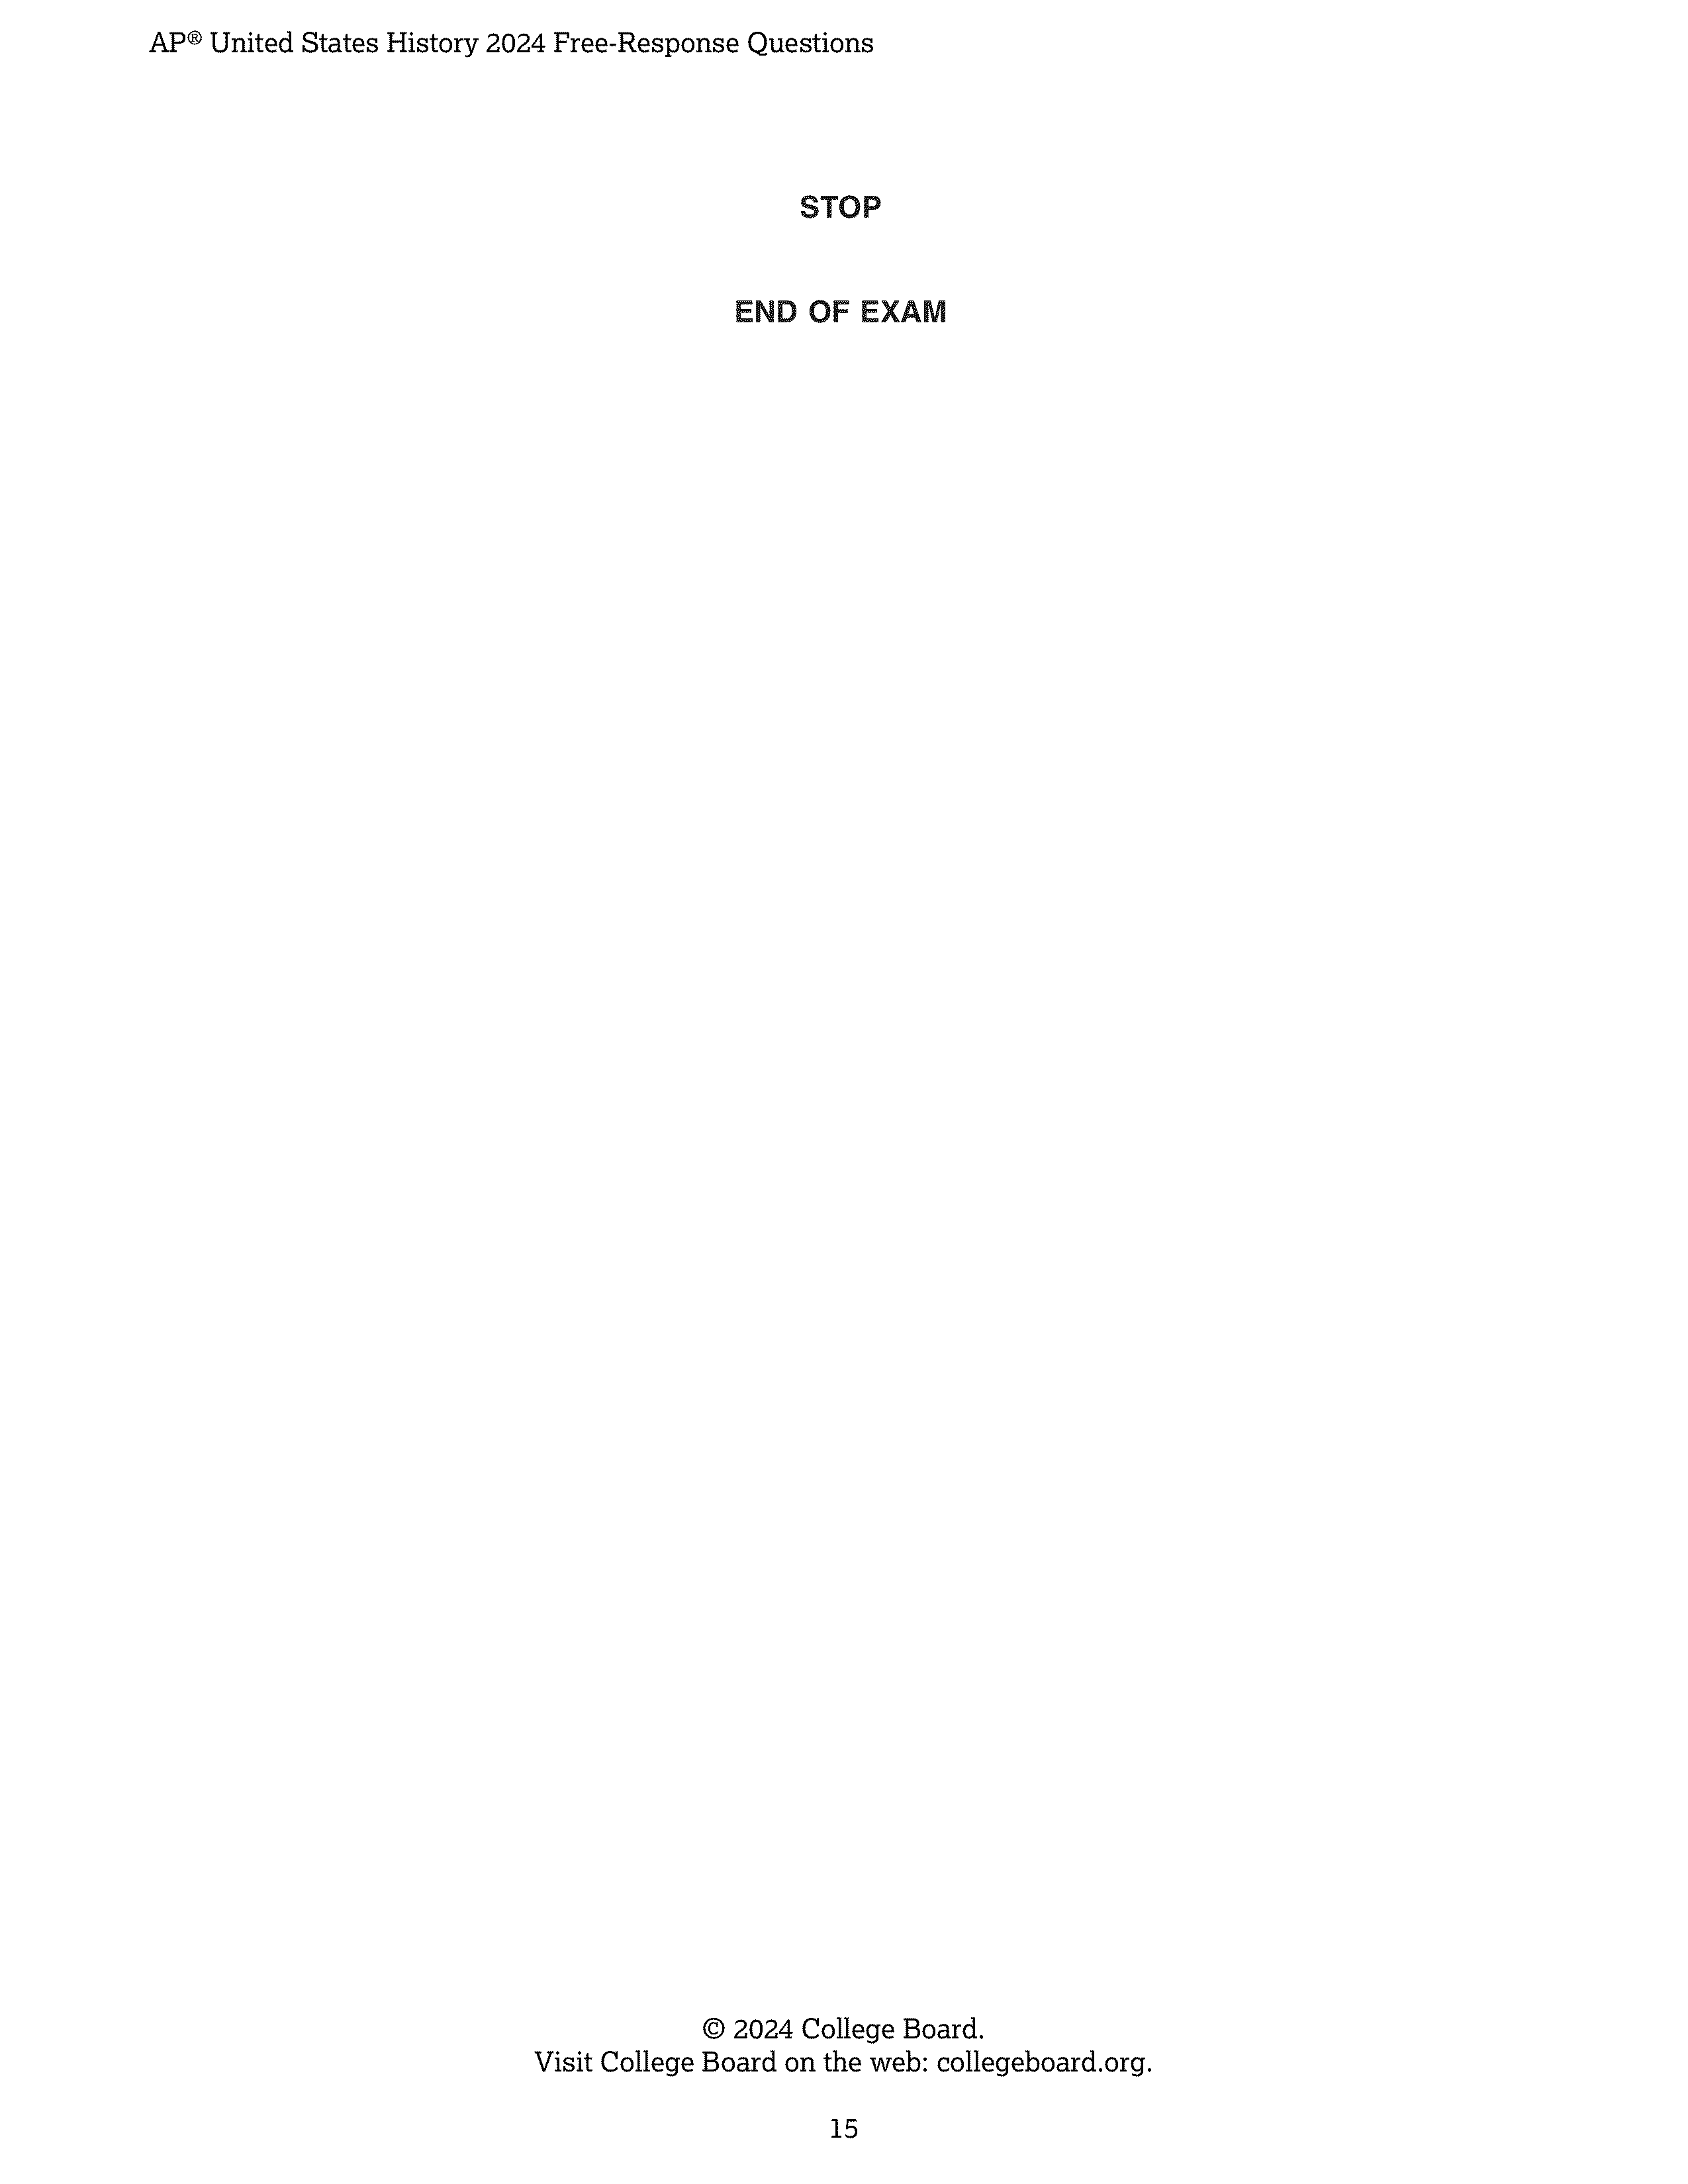 AP® United States History 2024 Free-Response Questions
STOP
END OF EXAM
© 2024 College Board.
Visit College Board on the web: collegeboard.org.
15